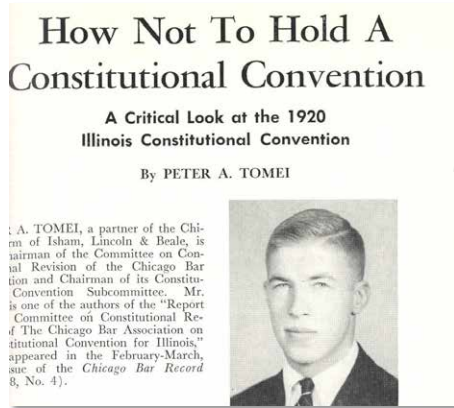 How Not To Hold A
Constitutional Convention
A Critical Look at the 1920
Illinois Constitutional Convention
By PETER A. TOMEI
A. TOMEI, a partner of the Chi-
rm of Isham, Lincoln & Beale, is
hairman of the Committee on Con-
nal Revision of the Chicago Bar
tion and Chairman of its Constitu-
Convention Subcommittee. Mr.
is one of the authors of the "Report
Committee on Constitutional Re-
f The Chicago Bar Association on
titutional Convention for Illinois,"
appeared in the February-March,
sue of the Chicago Bar Record
8, No. 4).